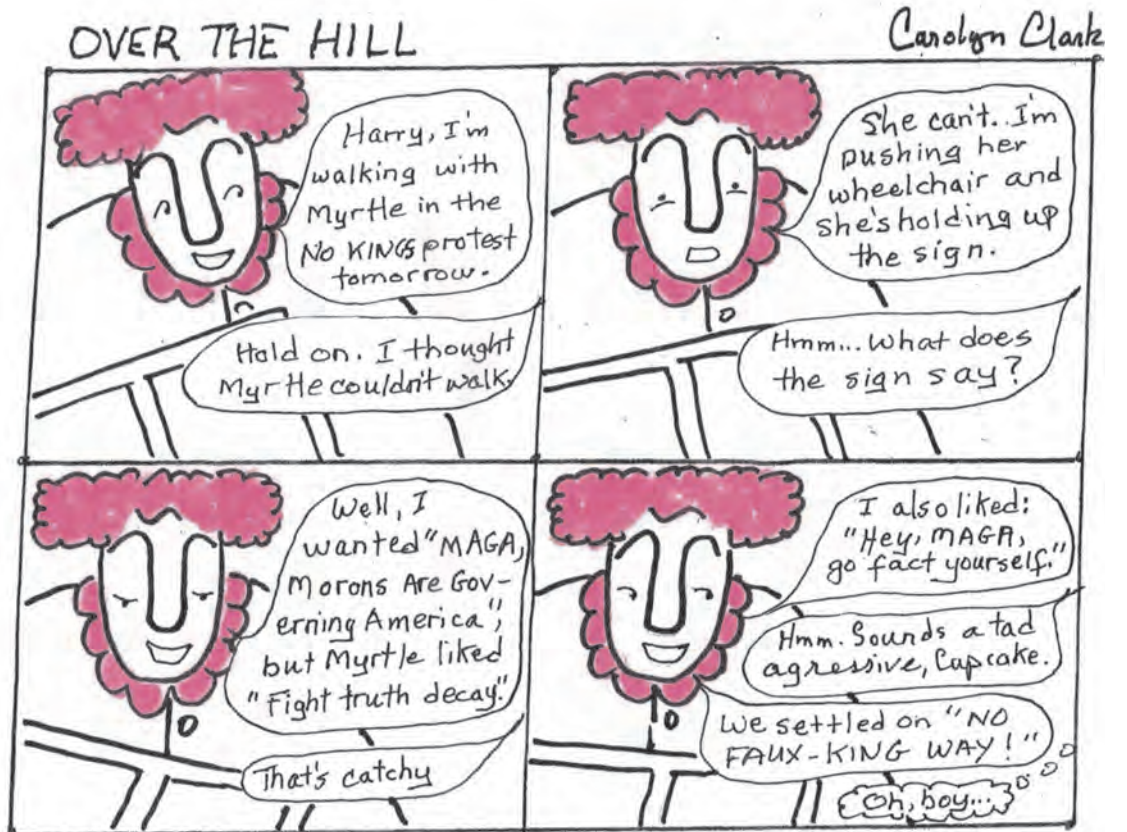 OVER THE HILL
Carolyn Clark
Harry, I'm
walking with
Myrtle in the
NO KINGS protest
tomorrow.
Hold on. I thought
Myrtle couldn't walk.
She can't.. I'm
pushing her
wheelchair and
she's holding up
the sign.
Hmm... What does
the sign say?
Well, I
wanted "MAGA,
Morons Are Gov-
erning America",
but Myrtle liked
"Fight truth decay."
That's catchy
I also liked:
"Hey, MAGA,
go fact yourself."
Hmm. Sounds a tad
agressive, Cupcake.
We settled on "NO
FAUX-KING WAY!"
Oh, boy...